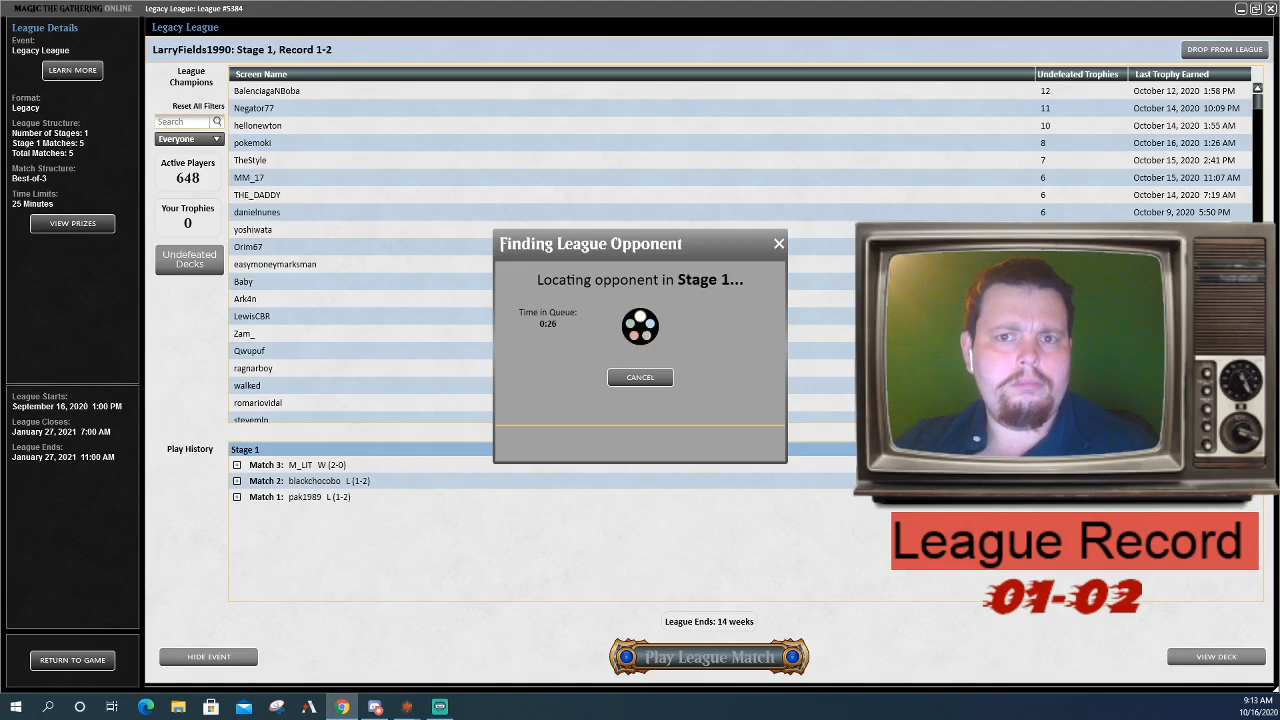 MAGIC THE GATHERING ONLINE
Legacy League: League #5384
League Details
Event:
Legacy League
LEARN MORE
Format:
Legacy
League Structure:
Number of Stages: 1
Stage 1 Matches: 5
Total Matches: 5
Match Structure:
Best-of-3
Time Limits:
25 Minutes
VIEW PRIZES
League Starts:
September 16, 2020 1:00 PM
League Closes:
January 27, 2021 7:00 AM
League Ends:
January 27, 2021 11:00 AM
RETURN TO GAME
Legacy League
LarryFields1990: Stage 1, Record 1-2
DROP FROM LEAGUE
League
Champions
Reset All Filters
Search
Everyone
Active Players
648
Your Trophies
0
Undefeated
Decks
Screen Name Undefeated Trophies Last Trophy Earned
BalenciagaNBoba 12 October 12, 2020 1:58 PM
Negator77 11 October 14, 2020 10:09 PM
hellonewton 10 October 14, 2020 1:55 AM
pokemoki 8 October 16, 2020 1:26 AM
TheStyle 7 October 15, 2020 2:41 PM
MM_17 6 October 15, 2020 11:07 AM
THE_DADDY 6 October 14, 2020 7:19 AM
danielnunes 6 October 9, 2020 5:50 PM
yoshiwata
Orim67
easymoneymarksman
Baby
Ark4n
LewisCBR
Zam_
Qwupuf
ragnarboy
walked
romariovidal
stevemln
Finding League Opponent
Locating opponent in Stage 1...
Time in Queue:
0:26
CANCEL
Play History
Stage 1
Match 3: M_LIT W (2-0)
Match 2: blackchocobo L (1-2)
Match 1: pak1989 L (1-2)
League Record
01-02
League Ends: 14 weeks
HIDE EVENT
Play League Match
VIEW DECK
9:13 AM
10/16/2020